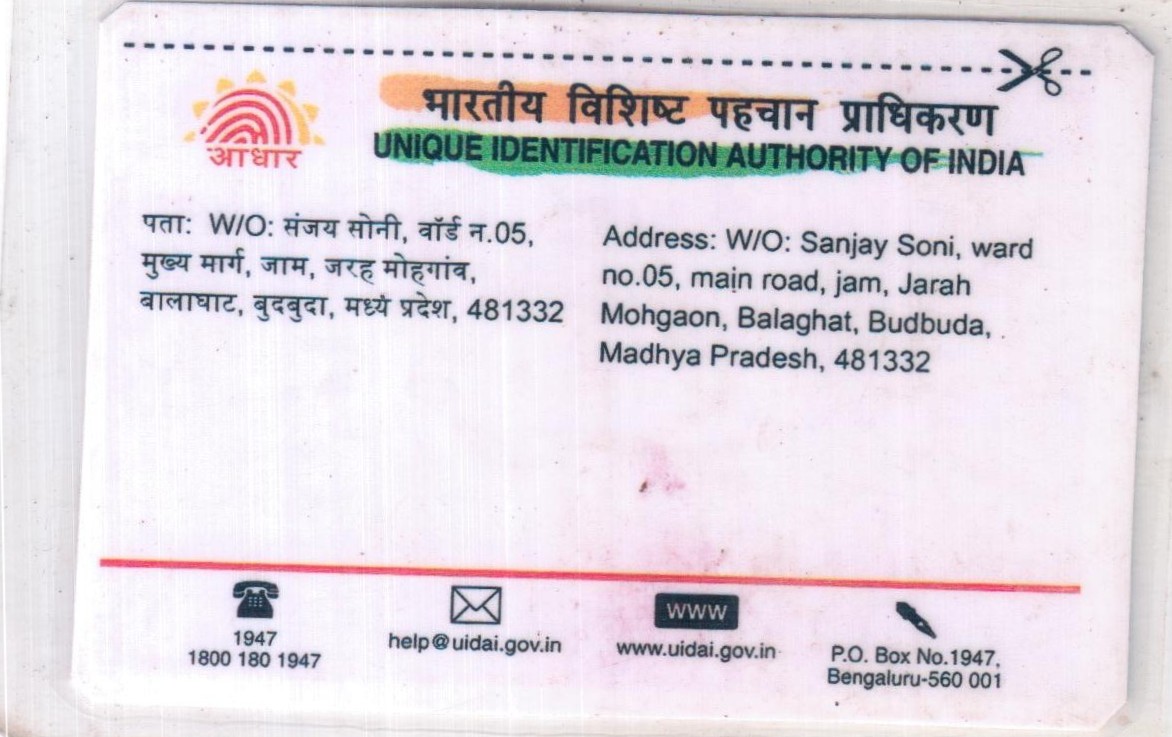 आधार
भारतीय विशिष्ट पहचान प्राधिकरण
UNIQUE IDENTIFICATION AUTHORITY OF INDIA
पता: W/O: संजय सोनी, वॉर्ड न.05,
मुख्य मार्ग, जाम, जरह मोहगांव,
बालाघाट, बुदबुदा, मध्य प्रदेश, 481332
Address: W/O: Sanjay Soni, ward
no.05, main road, jam, Jarah
Mohgaon, Balaghat, Budbuda,
Madhya Pradesh, 481332
1947
1800 180 1947
help@uidai.gov.in
www
www.uidai.gov.in
P.O. Box No.1947,
Bengaluru-560 001